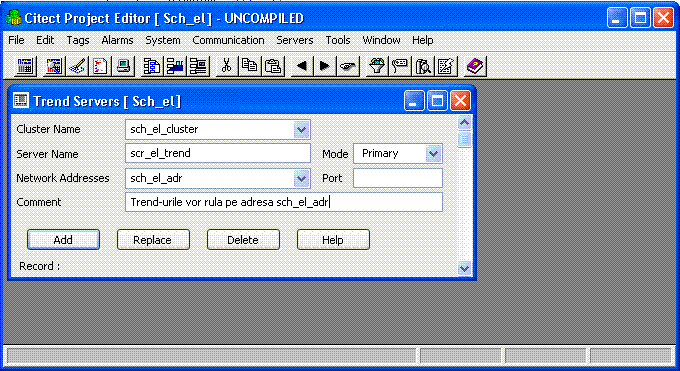 Citect Project Editor [ Sch_el ] - UNCOMPILED
File Edit Tags Alarms System Communication Servers Tools Window Help
Trend Servers [ Sch_el ]
Cluster Name sch_el_cluster
Server Name scr_el_trend Mode Primary
Network Addresses sch_el_adr Port
Comment Trend-urile vor rula pe adresa sch_el_adr
Add Replace Delete Help
Record :